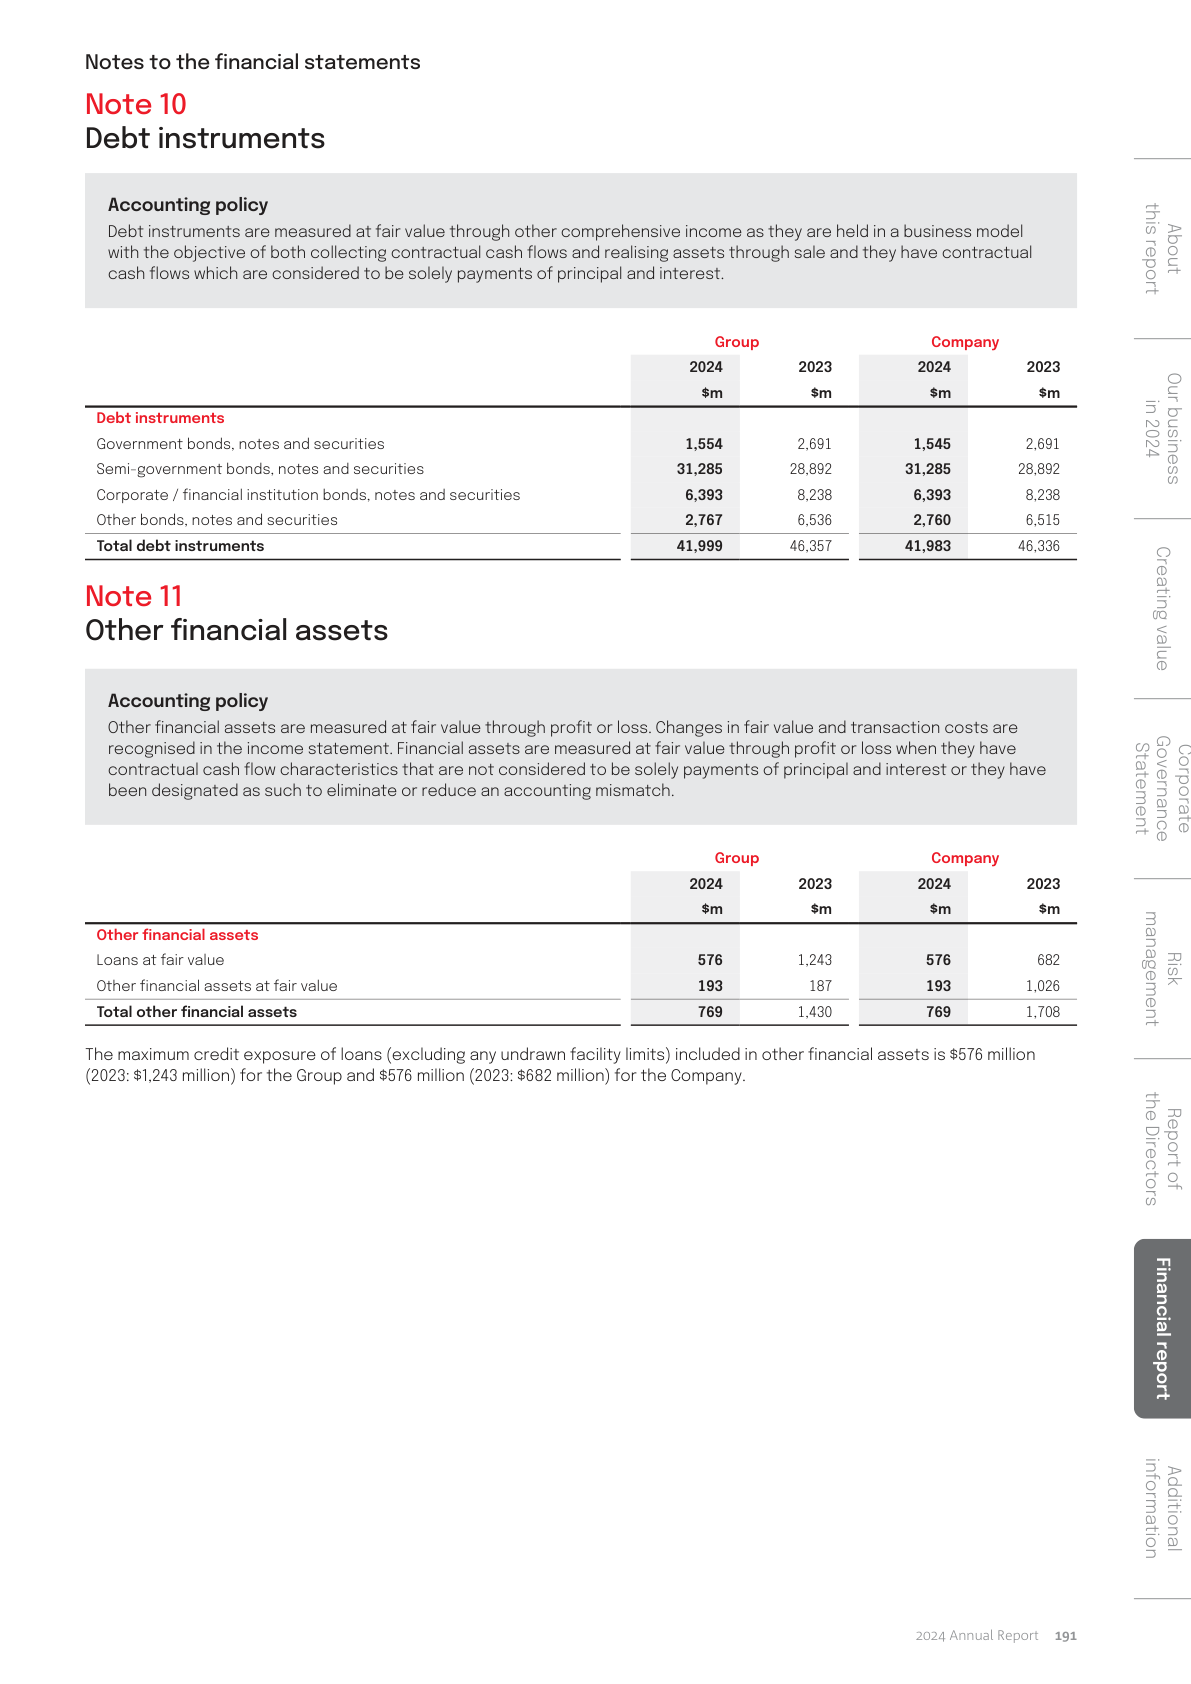 Notes to the financial statements
Note 10
Debt instruments
Accounting policy
Debt instruments are measured at fair value through other comprehensive income as they are held in a business model
with the objective of both collecting contractual cash flows and realising assets through sale and they have contractual
cash flows which are considered to be solely payments of principal and interest.
Group Company
2024 2023 2024 2023
$m $m $m $m
Debt instruments
Government bonds, notes and securities 1,554 2,691 1,545 2,691
Semi-government bonds, notes and securities 31,285 28,892 31,285 28,892
Corporate / financial institution bonds, notes and securities 6,393 8,238 6,393 8,238
Other bonds, notes and securities 2,767 6,536 2,760 6,515
Total debt instruments 41,999 46,357 41,983 46,336
Note 11
Other financial assets
Accounting policy
Other financial assets are measured at fair value through profit or loss. Changes in fair value and transaction costs are
recognised in the income statement. Financial assets are measured at fair value through profit or loss when they have
contractual cash flow characteristics that are not considered to be solely payments of principal and interest or they have
been designated as such to eliminate or reduce an accounting mismatch.
Group Company
2024 2023 2024 2023
$m $m $m $m
Other financial assets
Loans at fair value 576 1,243 576 682
Other financial assets at fair value 193 187 193 1,026
Total other financial assets 769 1,430 769 1,708
The maximum credit exposure of loans (excluding any undrawn facility limits) included in other financial assets is $576 million
(2023: $1,243 million) for the Group and $576 million (2023: $682 million) for the Company.
About
this report
Our business
in 2024
Creating value
Corporate
Governance
Statement
Risk
management
Report of
the Directors
Financial report
Additional
information
2024 Annual Report 191